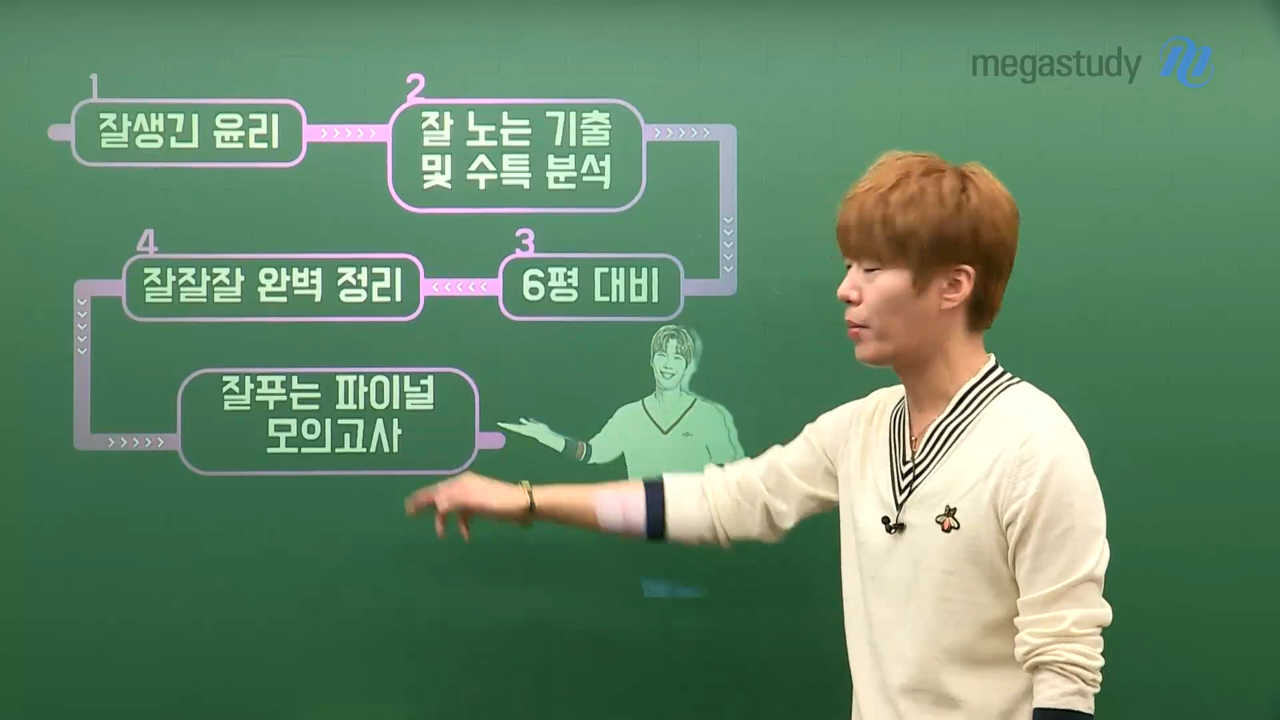 megastudy
1
잘생긴 윤리
2
잘 노는 기출
및 수특 분석
3
6평 대비
4
잘잘잘 완벽 정리
잘푸는 파이널
모의고사